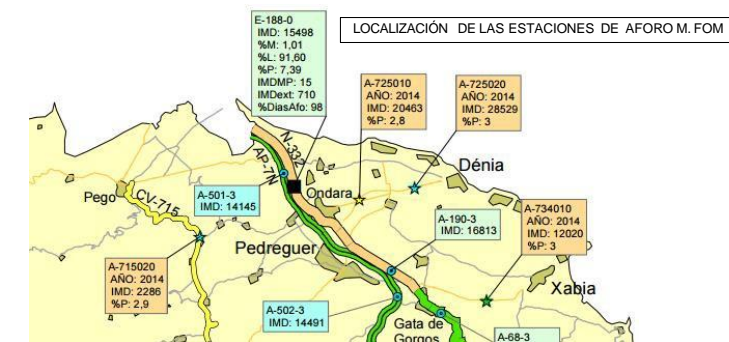 LOCALIZACIÓN DE LAS ESTACIONES DE AFORO M. FOM
E-188-0
IMD: 15498
%M: 1,01
%L: 91,60
%P: 7,39
IMDMP: 15
IMDext: 710
%DiasAfo: 98
A-725010
AÑO: 2014
IMD: 20463
%P: 2,8
A-725020
AÑO: 2014
IMD: 28529
%P: 3
N-332
AP-7N
Dénia
Pego
CV-715
A-501-3
IMD: 14145
Ondara
A-190-3
IMD: 16813
A-734010
AÑO: 2014
IMD: 12020
%P: 3
Pedreguer
A-715020
AÑO: 2014
IMD: 2286
%P: 2,9
Xabia
A-502-3
IMD: 14491
Gata de
Gorgos
A-68-3